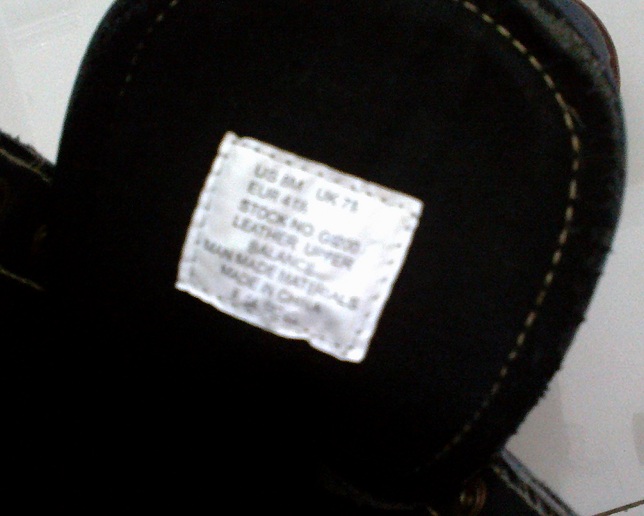 US 8M UK 7½
EUR 41½
STOCK NO.
LEATHER UPPER
BALANCE
MAN MADE MATERIALS
MADE IN CHINA